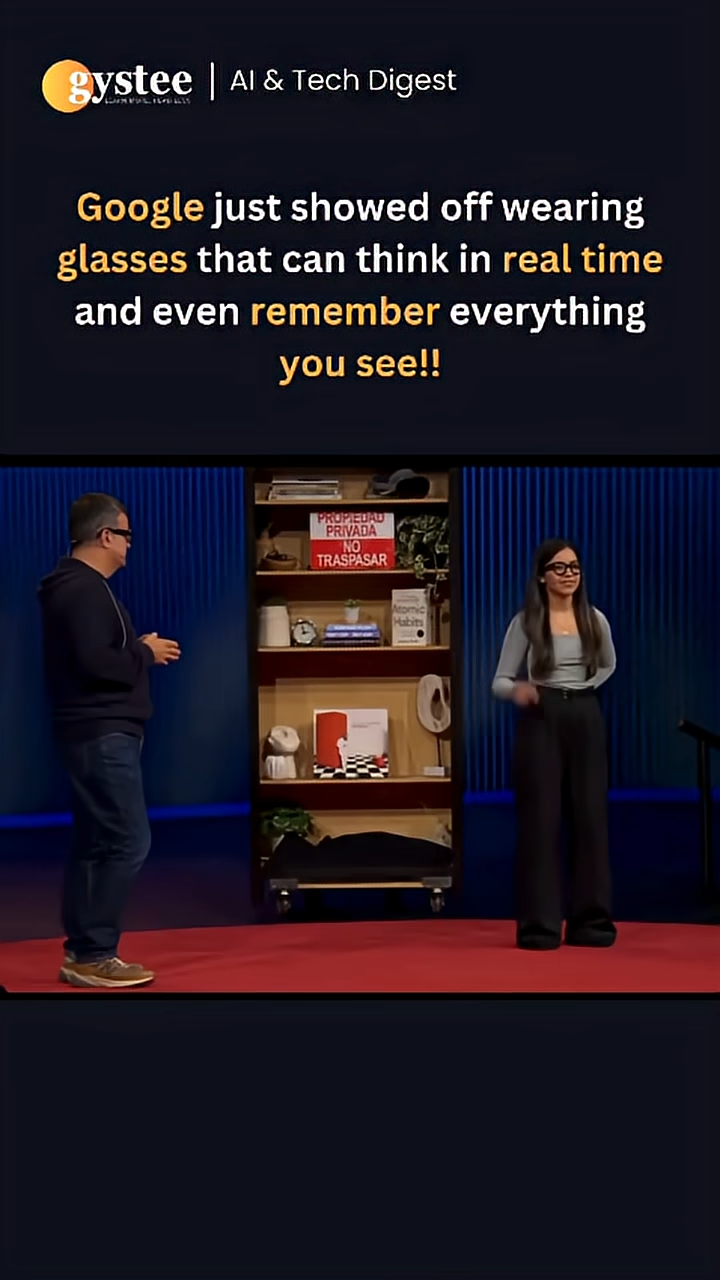 gystee
AI & Tech Digest
Google just showed off wearing
glasses that can think in real time
and even remember everything
you see!!
PROPIEDAD
PRIVADA
NO
TRASPASAR
Atomic
Habits